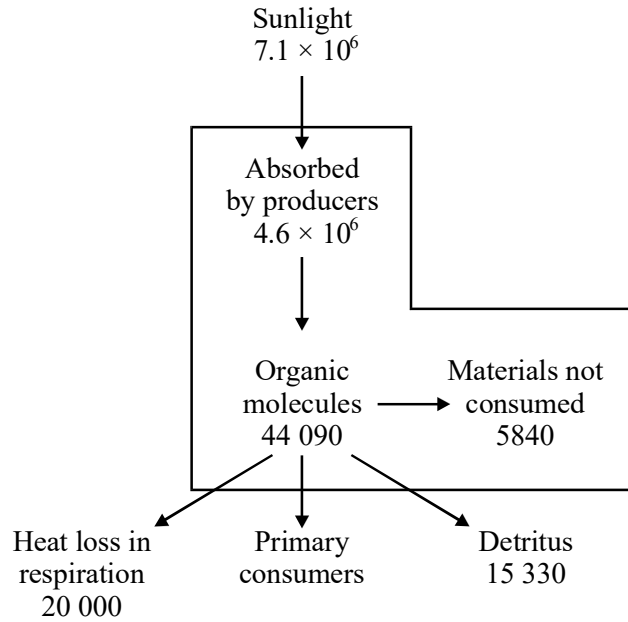 Sunlight
7.1 × 10⁶
Absorbed
by producers
4.6 × 10⁶
Organic
molecules
44 090
Materials not
consumed
5840
Heat loss in
respiration
20 000
Primary
consumers
Detritus
15 330